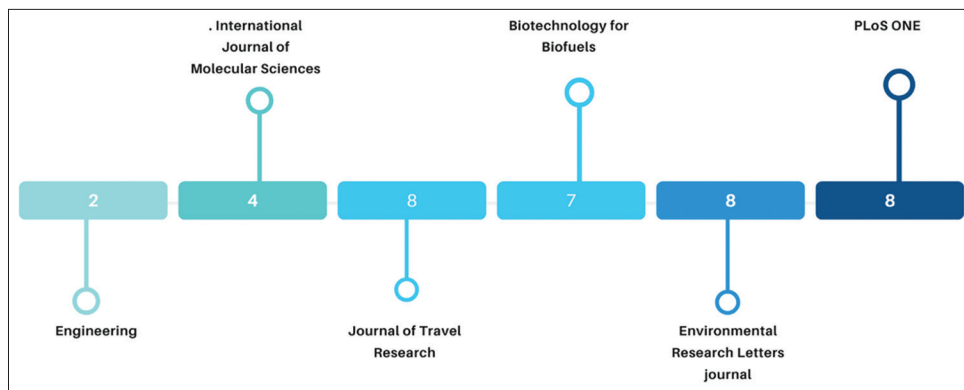 . International
Journal of
Molecular Sciences
Biotechnology for
Biofuels
PLoS ONE
2
4
8
7
8
8
Engineering
Journal of Travel
Research
Environmental
Research Letters
journal